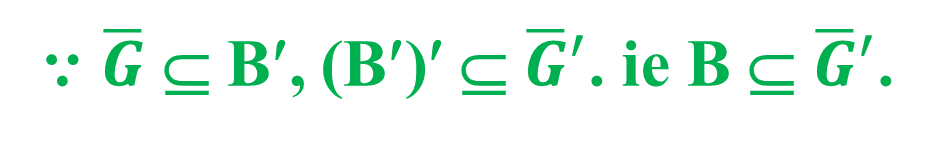 ∵ G̅ ⊆ B′, (B′)′ ⊆ G̅′. ie B ⊆ G̅′.